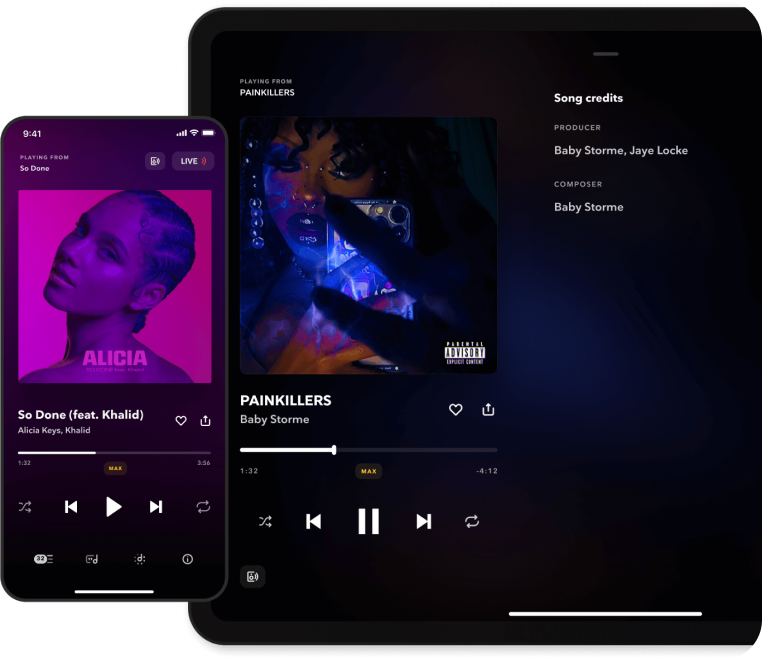 9:41
PLAYING FROM
So Done
LIVE
ALICIA
So Done (feat. Khalid)
Alicia Keys, Khalid
1:32
3:56
MAX
32
PLAYING FROM
PAINKILLERS
PARENTAL
ADVISORY
EXPLICIT CONTENT
PAINKILLERS
Baby Storme
1:32
MAX
-4:12
Song credits
PRODUCER
Baby Storme, Jaye Locke
COMPOSER
Baby Storme